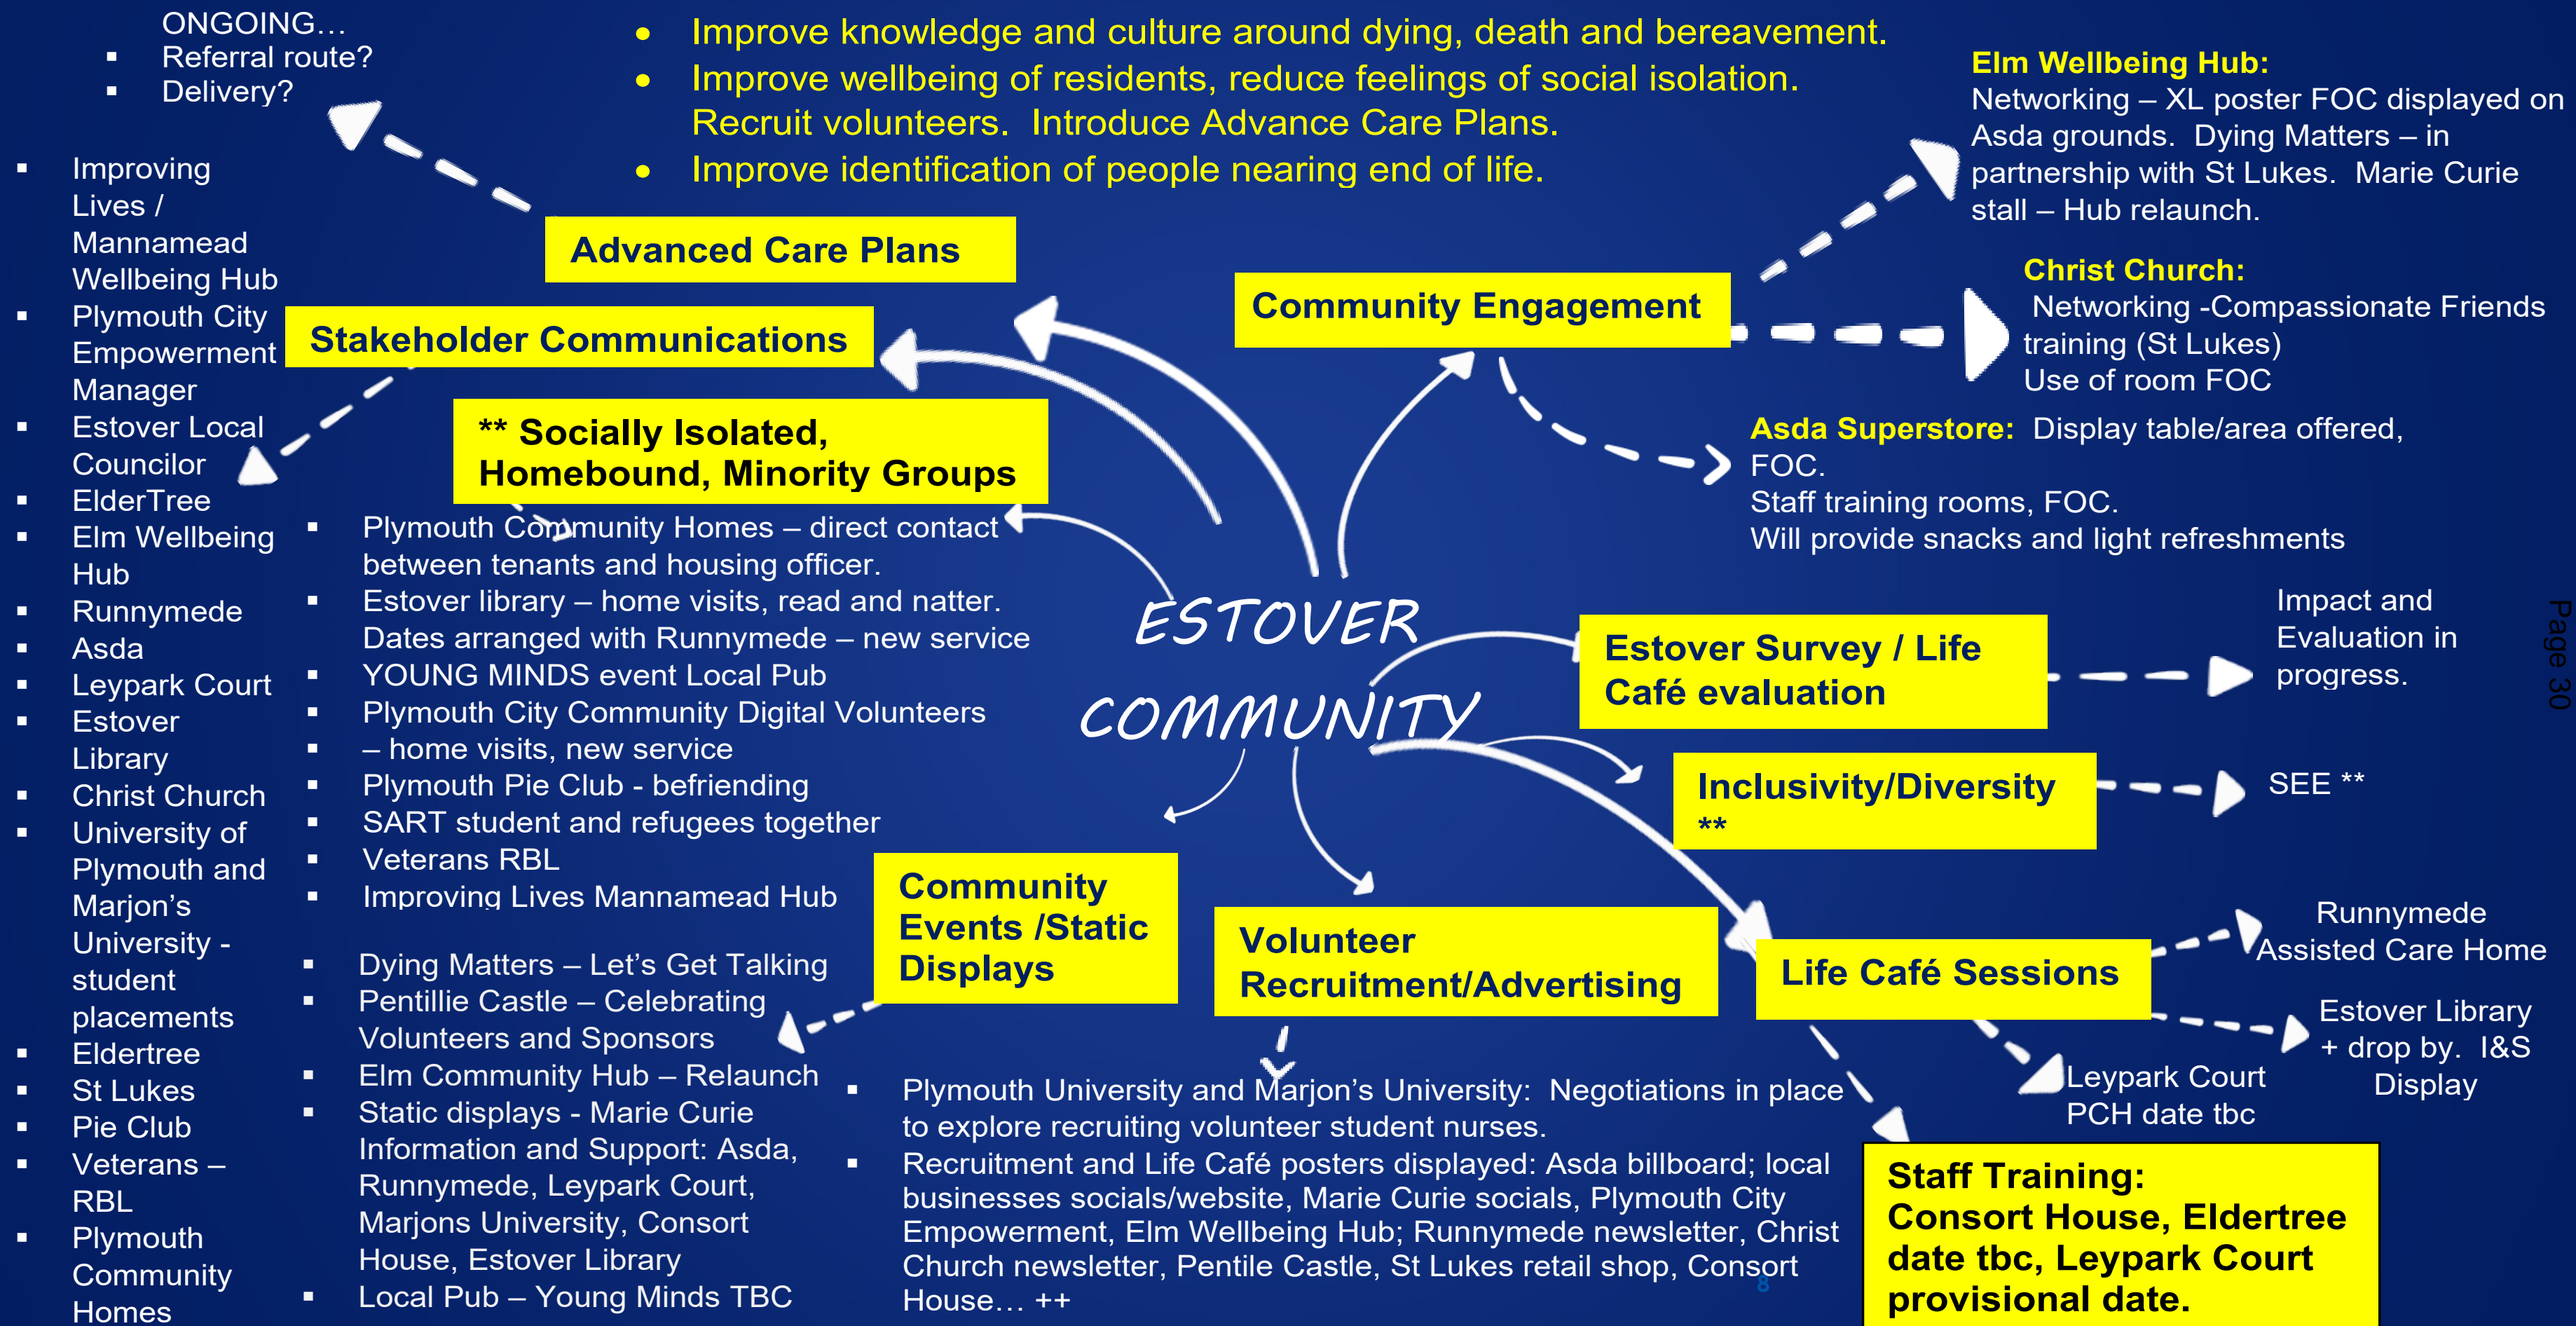 ONGOING…
▪ Referral route?
▪ Delivery?
• Improve knowledge and culture around dying, death and bereavement.
• Improve wellbeing of residents, reduce feelings of social isolation.
Recruit volunteers. Introduce Advance Care Plans.
• Improve identification of people nearing end of life.
Advanced Care Plans
Stakeholder Communications
▪ Improving
Lives /
Mannamead
Wellbeing Hub
▪ Plymouth City
Empowerment
Manager
▪ Estover Local
Councilor
▪ ElderTree
▪ Elm Wellbeing
Hub
▪ Runnymede
▪ Asda
▪ Leypark Court
▪ Estover
Library
▪ Christ Church
▪ University of
Plymouth and
Marjon’s
University -
student
placements
▪ Eldertree
▪ St Lukes
▪ Pie Club
▪ Veterans –
RBL
▪ Plymouth
Community
Homes
** Socially Isolated,
Homebound, Minority Groups
▪ Plymouth Community Homes – direct contact
between tenants and housing officer.
▪ Estover library – home visits, read and natter.
Dates arranged with Runnymede – new service
▪ YOUNG MINDS event Local Pub
▪ Plymouth City Community Digital Volunteers
▪ – home visits, new service
▪ Plymouth Pie Club - befriending
▪ SART student and refugees together
▪ Veterans RBL
▪ Improving Lives Mannamead Hub
ESTOVER
COMMUNITY
Community Engagement
Elm Wellbeing Hub:
Networking – XL poster FOC displayed on
Asda grounds. Dying Matters – in
partnership with St Lukes. Marie Curie
stall – Hub relaunch.
Christ Church:
Networking -Compassionate Friends
training (St Lukes)
Use of room FOC
Asda Superstore: Display table/area offered,
FOC.
Staff training rooms, FOC.
Will provide snacks and light refreshments
Estover Survey / Life
Café evaluation
Impact and
Evaluation in
progress.
Page 30
Inclusivity/Diversity
**
SEE **
Community
Events /Static
Displays
▪ Dying Matters – Let’s Get Talking
▪ Pentillie Castle – Celebrating
Volunteers and Sponsors
▪ Elm Community Hub – Relaunch
▪ Static displays - Marie Curie
Information and Support: Asda,
Runnymede, Leypark Court,
Marjons University, Consort
House, Estover Library
▪ Local Pub – Young Minds TBC
Volunteer
Recruitment/Advertising
▪ Plymouth University and Marjon’s University: Negotiations in place
to explore recruiting volunteer student nurses.
▪ Recruitment and Life Café posters displayed: Asda billboard; local
businesses socials/website, Marie Curie socials, Plymouth City
Empowerment, Elm Wellbeing Hub; Runnymede newsletter, Christ
Church newsletter, Pentile Castle, St Lukes retail shop, Consort
House… ++
8
Life Café Sessions
Runnymede
Assisted Care Home
Estover Library
+ drop by. I&S
Display
Leypark Court
PCH date tbc
Staff Training:
Consort House, Eldertree
date tbc, Leypark Court
provisional date.